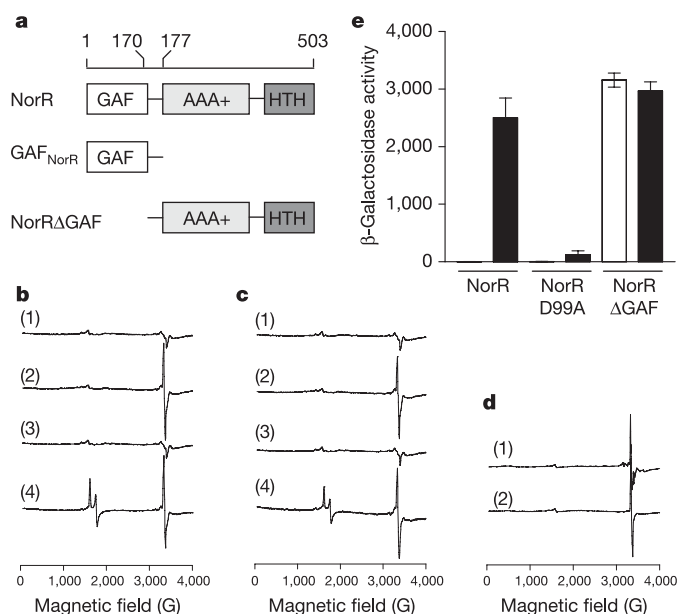 a
1 170 177 503
NorR GAF AAA+ HTH
GAF_NorR GAF
NorRΔGAF AAA+ HTH
e
β-Galactosidase activity
4,000
3,000
2,000
1,000
0
NorR
NorR D99A
NorR ΔGAF
b
(1)
(2)
(3)
(4)
0 1,000 2,000 3,000 4,000
Magnetic field (G)
c
(1)
(2)
(3)
(4)
0 1,000 2,000 3,000 4,000
Magnetic field (G)
d
(1)
(2)
0 1,000 2,000 3,000 4,000
Magnetic field (G)